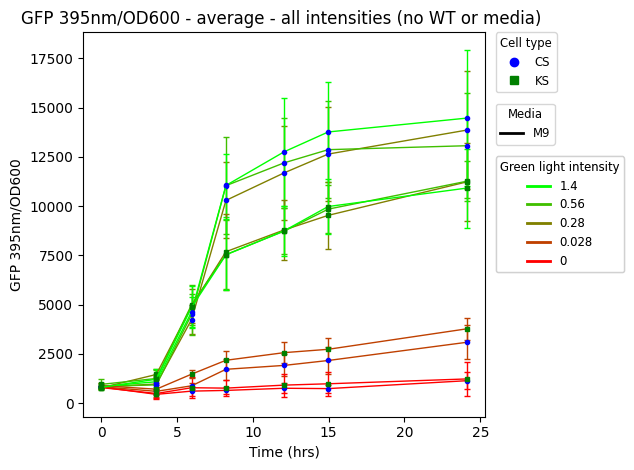 GFP 395nm/OD600 - average - all intensities (no WT or media)
GFP 395nm/OD600
17500
15000
12500
10000
7500
5000
2500
0
0
5
10
15
20
25
Time (hrs)
Cell type
CS
KS
Media
M9
Green light intensity
1.4
0.56
0.28
0.028
0